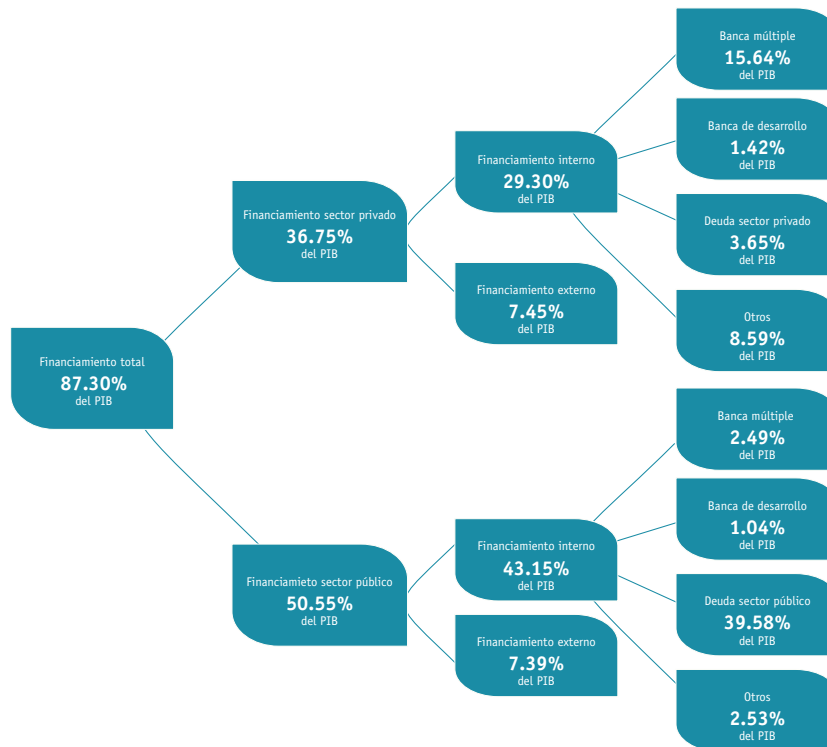 Financiamiento total
87.30%
del PIB
Financiamiento sector privado
36.75%
del PIB
Financiamiento interno
29.30%
del PIB
Banca múltiple
15.64%
del PIB
Banca de desarrollo
1.42%
del PIB
Deuda sector privado
3.65%
del PIB
Otros
8.59%
del PIB
Financiamiento externo
7.45%
del PIB
Financiamieto sector público
50.55%
del PIB
Financiamiento interno
43.15%
del PIB
Banca múltiple
2.49%
del PIB
Banca de desarrollo
1.04%
del PIB
Deuda sector público
39.58%
del PIB
Otros
2.53%
del PIB
Financiamiento externo
7.39%
del PIB